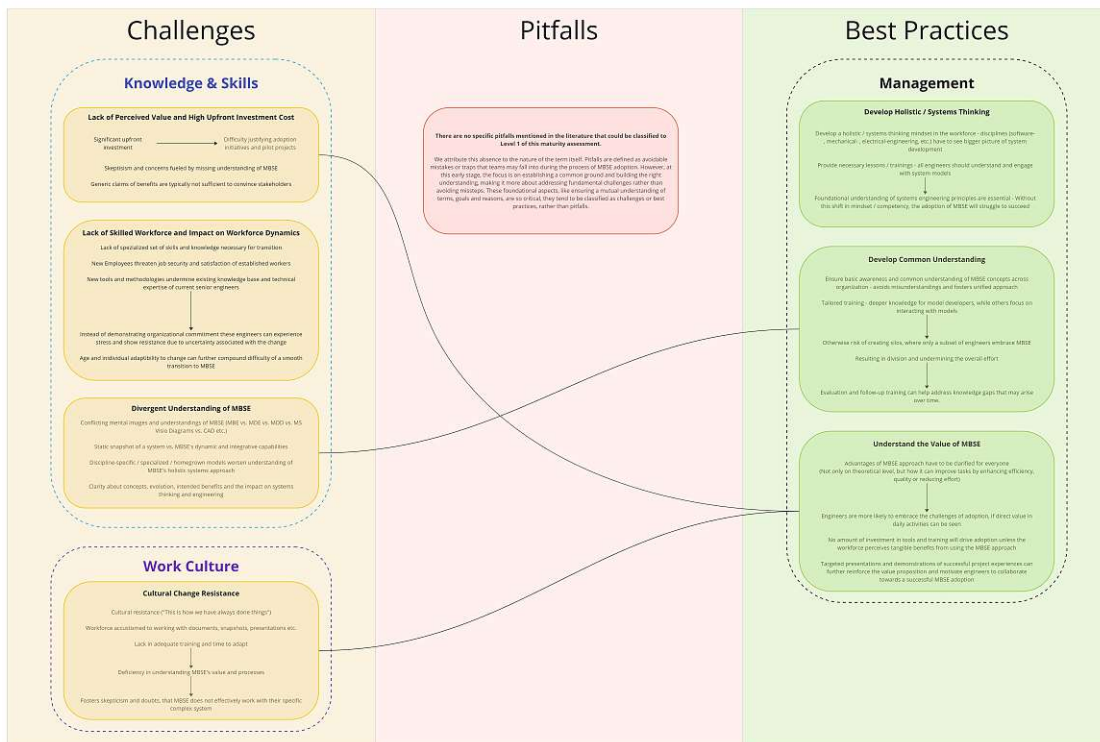 Challenges
Knowledge & Skills
Lack of Perceived Value and High Upfront Investment Cost
Significant upfront
investment
Difficulty justifying adoption
initiatives and pilot projects
Skeptisism and concerns fueled by missing understanding of MBSE
Generic claims of benefits are typically not sufficient to convince stakeholders
Lack of Skilled Workforce and Impact on Workforce Dynamics
Lack of specialized set of skills and knowledge necessary for transition
New Employees threaten job security and satisfaction of established workers
New tools and methodologies undermine existing knowledge base and technical
expertise of current senior engineers
Instead of demonstrating organizational commitment these engineers can experience
stress and show resistance due to uncertainty associated with the change
Age and individual adaptibility to change can further compound difficulty of a smooth
transition to MBSE
Divergent Understanding of MBSE
Conflicting mental images and understandings of MBSE (MBI vs. MDE vs. MDD vs. MS
Visio Diagrams vs. CAD etc.)
Static snapshot of a system vs. MBSE's dynamic and integrative capabilities
Discipline-specific / specialized / homegrown models worsen understanding of
MBSE's holistic systems approach
Clarity about concepts, evolution, intended benefits and the impact on systems
thinking and engineering
Work Culture
Cultural Change Resistance
Cultural resistance ("This is how we have always done things")
Workforce accustomed to working with documents, snapshots, presentations etc.
Lack in adequate training and time to adapt
Deficiency in understanding MBSE's value and processes
Fosters skepticism and doubts, that MBSE does not effectively work with their specific
complex system
Pitfalls
There are no specific pitfalls mentioned in the literature that could be classified to
Level 1 of this maturity assessment.
We attribute this absence to the nature of the term itself. Pitfalls are defined as avoidable
mistakes or traps that teams may fall into during the process of MBSE adoption. However, at
this early stage, the focus is on establishing a common ground and building the right
understanding, making it more about addressing fundamental challenges rather than
avoiding missteps. These foundational aspects, like ensuring a mutual understanding of
terms, goals and reasons, are so critical, they tend to be classified as challenges or best
practices, rather than pitfalls.
Best Practices
Management
Develop Holistic / Systems Thinking
Develop a holistic / systems thinking mindset in the workforce - disciplines (software-
, mechanical- , electrical-engineering, etc.) have to see bigger picture of system
development
Provide necessary lessons / trainings - all engineers should understand and engage
with system models
Foundational understanding of systems engineering principles are essential - Without
this shift in mindset / competency, the adoption of MBSE will struggle to succeed
Develop Common Understanding
Ensure basic awareness and common understanding of MBSE concepts across
organization - avoids misunderstandings and fosters unified approach
Tailored training - deeper knowledge for model developers, while others focus on
interacting with models
Otherwise risk of creating silos, where only a subset of engineers embrace MBSE
Resulting in division and undermining the overall effort
Evaluation and follow-up training can help address knowledge gaps that may arise
over time.
Understand the Value of MBSE
Advantages of MBSE approach have to be clarified for everyone
(Not only on theoretical level, but how it can improve tasks by enhancing efficiency,
quality or reducing effort)
Engineers are more likely to embrace the challenges of adoption, if direct value in
daily activities can be seen
No amount of investment in tools and training will drive adoption unless the
workforce perceives tangible benefits from using the MBSE approach
Targeted presentations and demonstrations of successful project experiences can
further reinforce the value proposition and motivate engineers to collaborate
towards a successful MBSE adoption